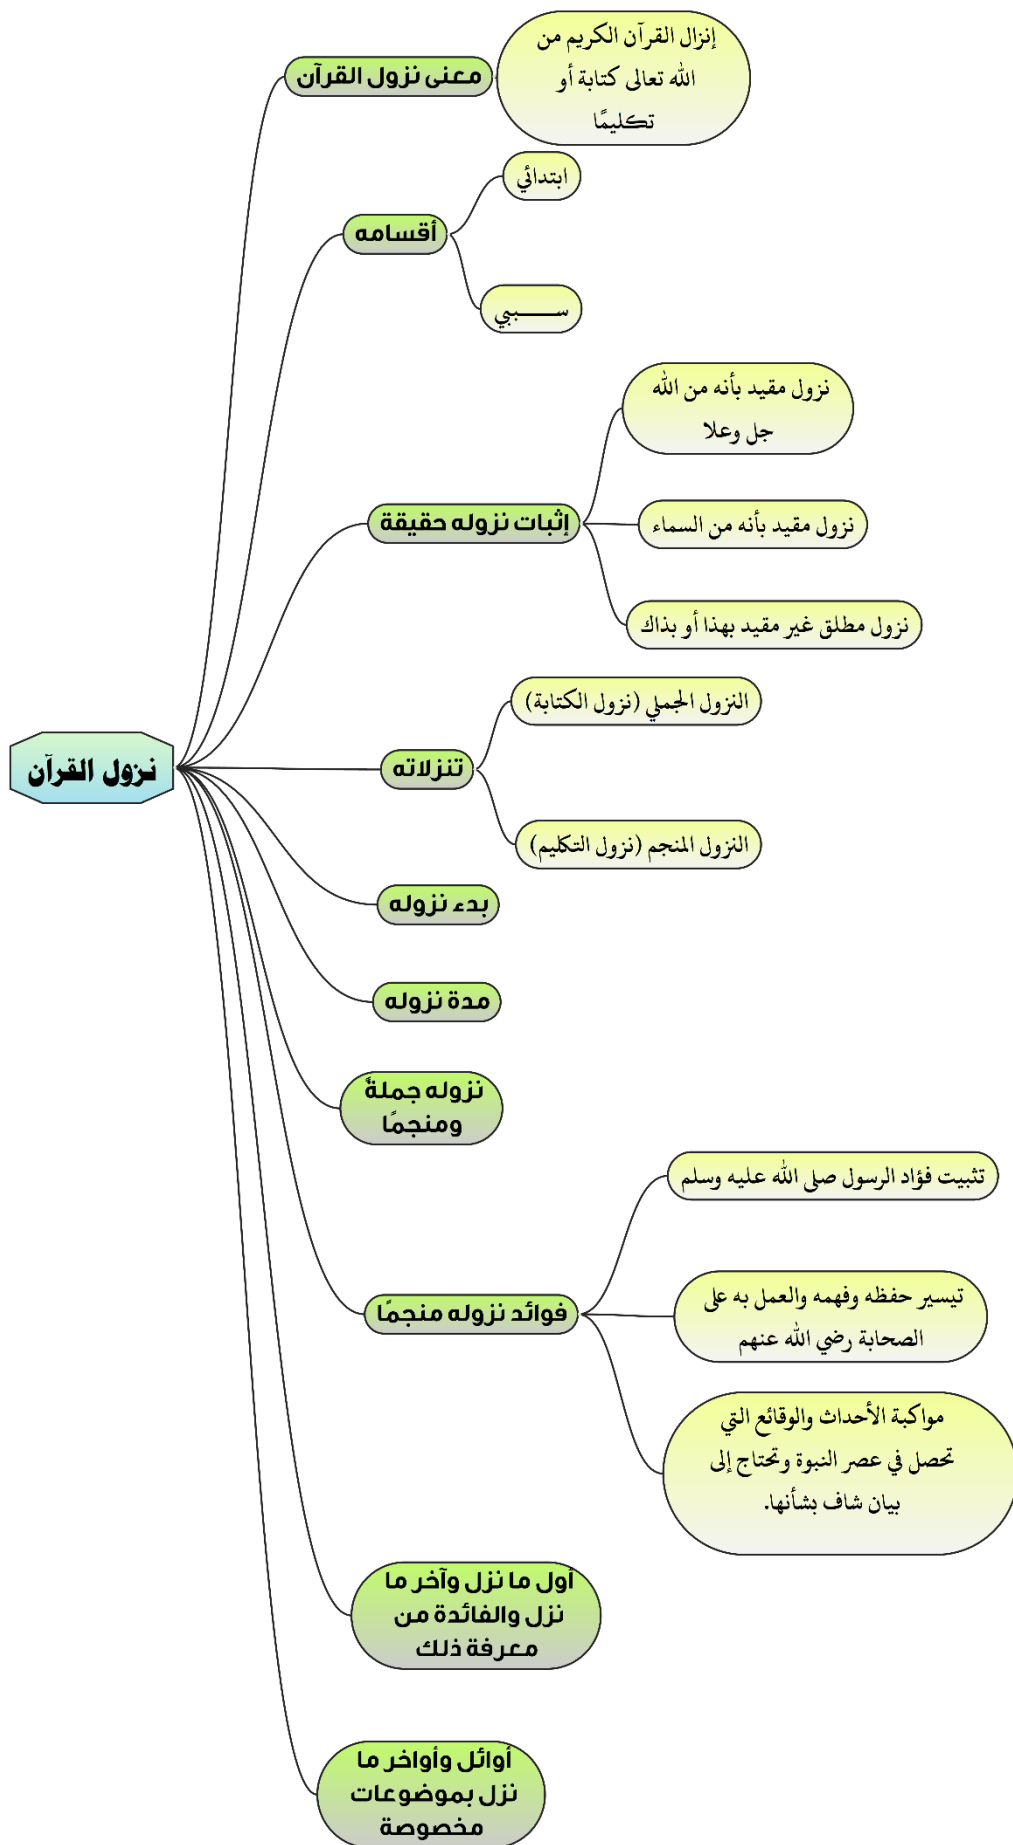 نزول القرآن
معنى نزول القرآن
إنزال القرآن الكريم من
الله تعالى كتابة أو
تكليمًا
أقسامه
ابتدائي
ســـــبي
إثبات نزوله حقيقة
نزول مقيد بأنه من الله
جل وعلا
نزول مقيد بأنه من السماء
نزول مطلق غير مقيد بهذا أو بذاك
تنزلاته
النزول الجملي (نزول الكتابة)
النزول المنجم (نزول التكليم)
بدء نزوله
مدة نزوله
نزوله جملةً
ومنجمًا
فوائد نزوله منجمًا
تثبيت فؤاد الرسول صلى الله عليه وسلم
تيسير حفظه وفهمه والعمل به على
الصحابة رضي الله عنهم
مواكبة الأحداث والوقائع التي
تحصل في عصر النبوة وتحتاج إلى
بيان شاف بشأنها.
أول ما نزل وآخر ما
نزل والفائدة من
معرفة ذلك
أوائل وأواخر ما
نزل بموضوعات
مخصوصة